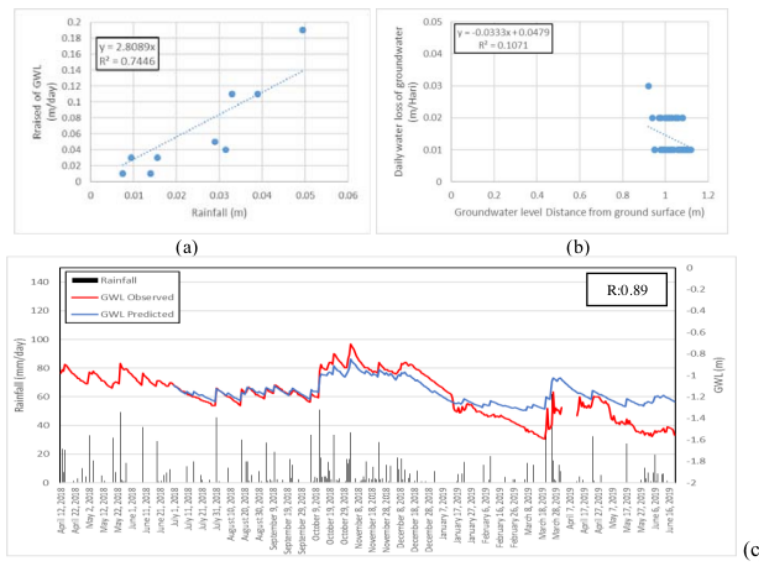 0.2
0.18
0.16
0.14
0.12
0.1
0.08
0.06
0.04
0.02
0
Rraised of GWL
(m/day)
y = 2.8089x
R² = 0.7446
0 0.01 0.02 0.03 0.04 0.05 0.06
Rainfall (m)
(a)
0.05
0.04
0.03
0.02
0.01
0
Daily water loss of groundwater
(m/Hari)
y = -0.0333x+0.0479
R² = 0.1071
0 0.2 0.4 0.6 0.8 1 1.2
Groundwater level Distance from ground surface (m)
(b)
140
120
100
80
60
40
20
0
Rainfall (mm/day)
Rainfall
GWL Observed
GWL Predicted
R:0.89
0
-0.2
-0.4
-0.6
-0.8
-1
-1.2
-1.4
-1.6
-1.8
-2
GWL (m)
April 12, 2018
April 22, 2018
May 2, 2018
May 12, 2018
May 22, 2018
June 1, 2018
June 11, 2018
June 21, 2018
July 1, 2018
July 11, 2018
July 21, 2018
July 31, 2018
August 10, 2018
August 20, 2018
August 30, 2018
September 9, 2018
September 19, 2018
September 29, 2018
October 9, 2018
October 19, 2018
October 29, 2018
November 8, 2018
November 18, 2018
November 28, 2018
December 8, 2018
December 18, 2018
December 28, 2018
January 7, 2019
January 17, 2019
January 27, 2019
February 6, 2019
February 16, 2019
February 26, 2019
March 8, 2019
March 18, 2019
March 28, 2019
April 7, 2019
April 17, 2019
April 27, 2019
May 7, 2019
May 17, 2019
May 27, 2019
June 6, 2019
June 16, 2019
(c